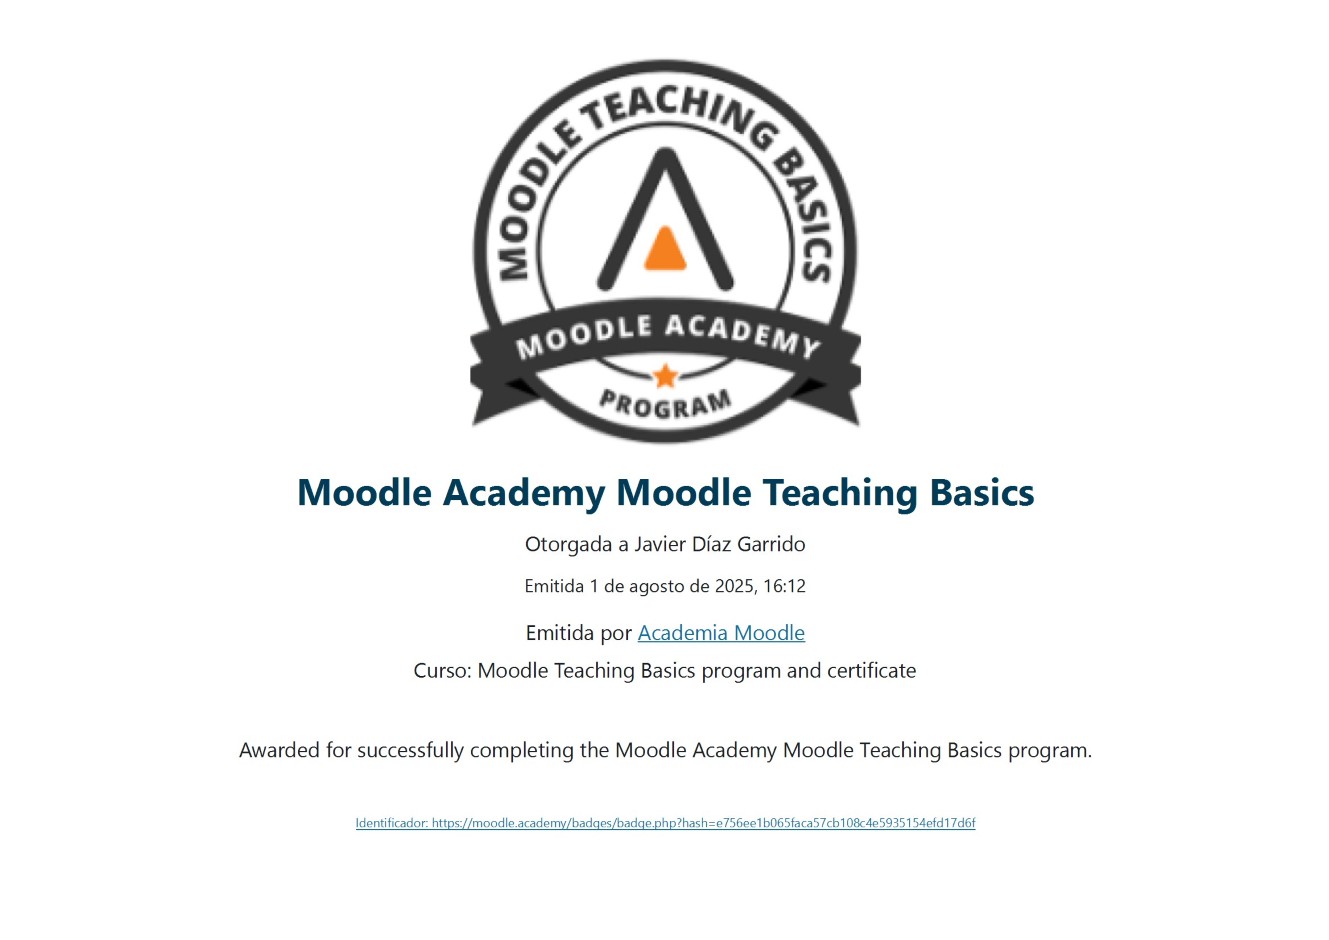 MOODLE TEACHING BASICS
MOODLE ACADEMY
PROGRAM
Moodle Academy Moodle Teaching Basics
Otorgada a Javier Díaz Garrido
Emitida 1 de agosto de 2025, 16:12
Emitida por Academia Moodle
Curso: Moodle Teaching Basics program and certificate
Awarded for successfully completing the Moodle Academy Moodle Teaching Basics program.
Identificador: https://moodle.academy/badges/badge.php?hash=e756ee1b065faca57cb108c4e5935154efd17d6f